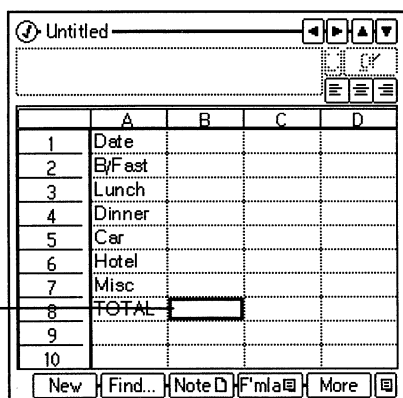 Untitled
OK
A B C D
1 Date
2 B/Fast
3 Lunch
4 Dinner
5 Car
6 Hotel
7 Misc
8 TOTAL
9
10
New Find... Note F'mla More